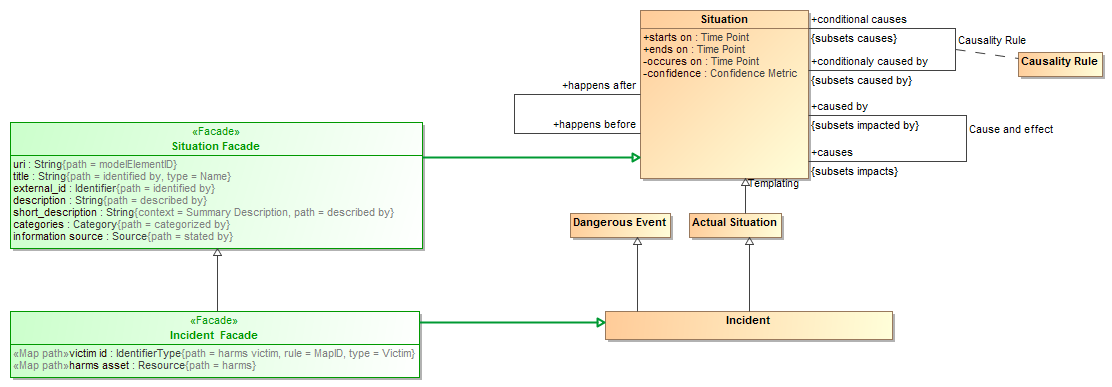 Situation
+starts on : Time Point
+ends on : Time Point
-occures on : Time Point
-confidence : Confidence Metric
+conditional causes
{subsets causes}
Causality Rule
+conditionaly caused by
{subsets caused by}
Causality Rule
+caused by
{subsets impacted by}
Cause and effect
+causes
{subsets impacts}
+happens after
+happens before
«Facade»
Situation Facade
uri : String{path = modelElementID}
title : String{path = identified by, type = Name}
external_id : Identifier{path = identified by}
description : String{path = described by}
short_description : String{context = Summary Description, path = described by}
categories : Category{path = categorized by}
information source : Source{path = stated by}
Templating
Dangerous Event
Actual Situation
«Facade»
Incident Facade
«Map path»victim id : IdentifierType{path = harms victim, rule = MapID, type = Victim}
«Map path»harms asset : Resource{path = harms}
Incident